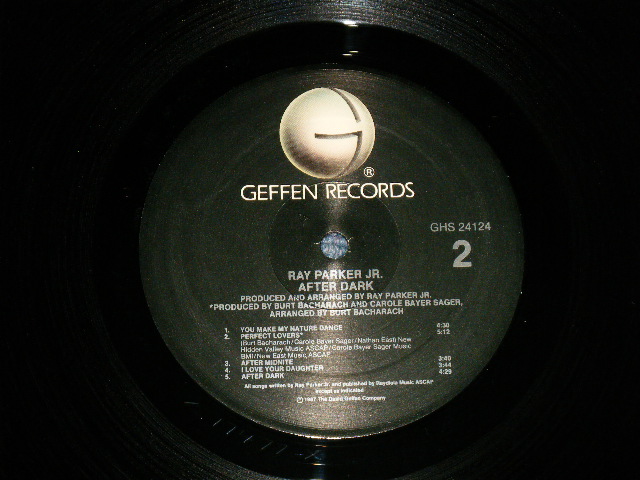 G
®
GEFFEN RECORDS
GHS 24124
2
RAY PARKER JR.
AFTER DARK
PRODUCED AND ARRANGED BY RAY PARKER JR.
*PRODUCED BY BURT BACHARACH AND CAROLE BAYER SAGER,
ARRANGED BY BURT BACHARACH
1. YOU MAKE MY NATURE DANCE 4:30
2. PERFECT LOVERS* 5:12
(Burt Bacharach/Carole Bayer Sager/Nathan East) New
Hidden Valley Music ASCAP/Carole Bayer Sager Music
BMI/New East Music, ASCAP
3. AFTER MIDNITE 3:40
4. I LOVE YOUR DAUGHTER 3:44
5. AFTER DARK 4:29
All songs written by Ray Parker Jr. and published by Raydiola Music ASCAP
except as indicated
℗1987 The David Geffen Company